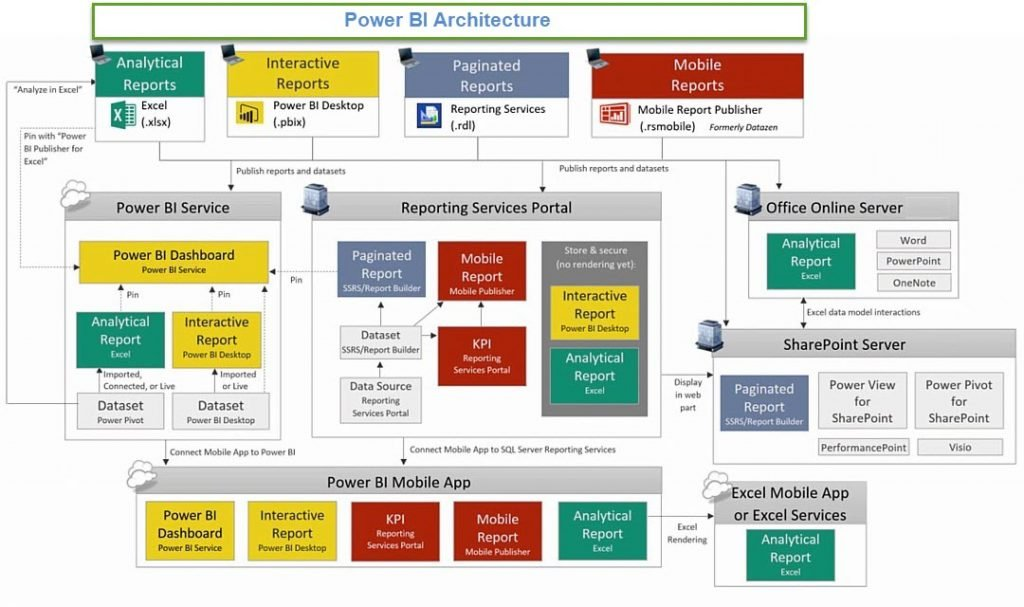 Power BI Architecture
Analytical
Reports
Excel
(.xlsx)
Interactive
Reports
Power BI Desktop
(.pbix)
Paginated
Reports
Reporting Services
(.rdl)
Mobile
Reports
Mobile Report Publisher
(.rsmobile) Formerly Datazen
"Analyze in Excel"
Pin with "Power
BI Publisher for
Excel"
Publish reports and datasets
Publish reports and datasets
Power BI Service
Power BI Dashboard
Power BI Service
Pin
Pin
Analytical
Report
Excel
Interactive
Report
Power BI Desktop
Imported,
Connected, or Live
Imported
or Live
Dataset
Power Pivot
Dataset
Power BI Desktop
Pin
Reporting Services Portal
Paginated
Report
SSRS/Report Builder
Mobile
Report
Mobile Publisher
Dataset
SSRS/Report Builder
KPI
Reporting
Services Portal
Data Source
Reporting
Services Portal
Store & secure
(no rendering yet):
Interactive
Report
Power BI Desktop
Analytical
Report
Excel
Office Online Server
Analytical
Report
Excel
Word
PowerPoint
OneNote
Excel data model interactions
SharePoint Server
Display
in web
part
Paginated
Report
SSRS/Report Builder
Power View
for
SharePoint
Power Pivot
for
SharePoint
PerformancePoint
Visio
Connect Mobile App to Power BI
Connect Mobile App to SQL Server Reporting Services
Power BI Mobile App
Power BI
Dashboard
Power BI Service
Interactive
Report
Power BI Desktop
KPI
Reporting
Services Portal
Mobile
Report
Mobile Publisher
Analytical
Report
Excel
Excel
Rendering
Excel Mobile App
or Excel Services
Analytical
Report
Excel